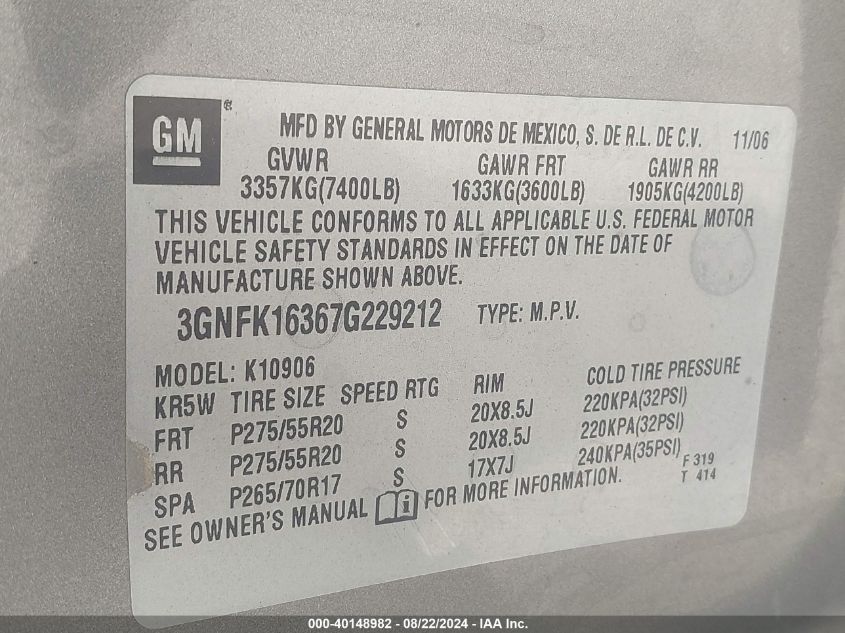 GM
MFD BY GENERAL MOTORS DE MEXICO, S. DE R.L. DE C.V. 11/06
GVWR GAWR FRT GAWR RR
3357KG(7400LB) 1633KG(3600LB) 1905KG(4200LB)
THIS VEHICLE CONFORMS TO ALL APPLICABLE U.S. FEDERAL MOTOR
VEHICLE SAFETY STANDARDS IN EFFECT ON THE DATE OF
MANUFACTURE SHOWN ABOVE.
3GNFK16367G229212 TYPE: M.P.V.
MODEL: K10906
KR5W TIRE SIZE SPEED RTG RIM COLD TIRE PRESSURE
FRT P275/55R20 S 20X8.5J 220KPA(32PSI)
RR P275/55R20 S 20X8.5J 220KPA(32PSI)
SPA P265/70R17 S 17X7J 240KPA(35PSI)
SEE OWNER'S MANUAL i FOR MORE INFORMATION.
F 319
T 414
000-40148982 - 08/22/2024 - IAA Inc.